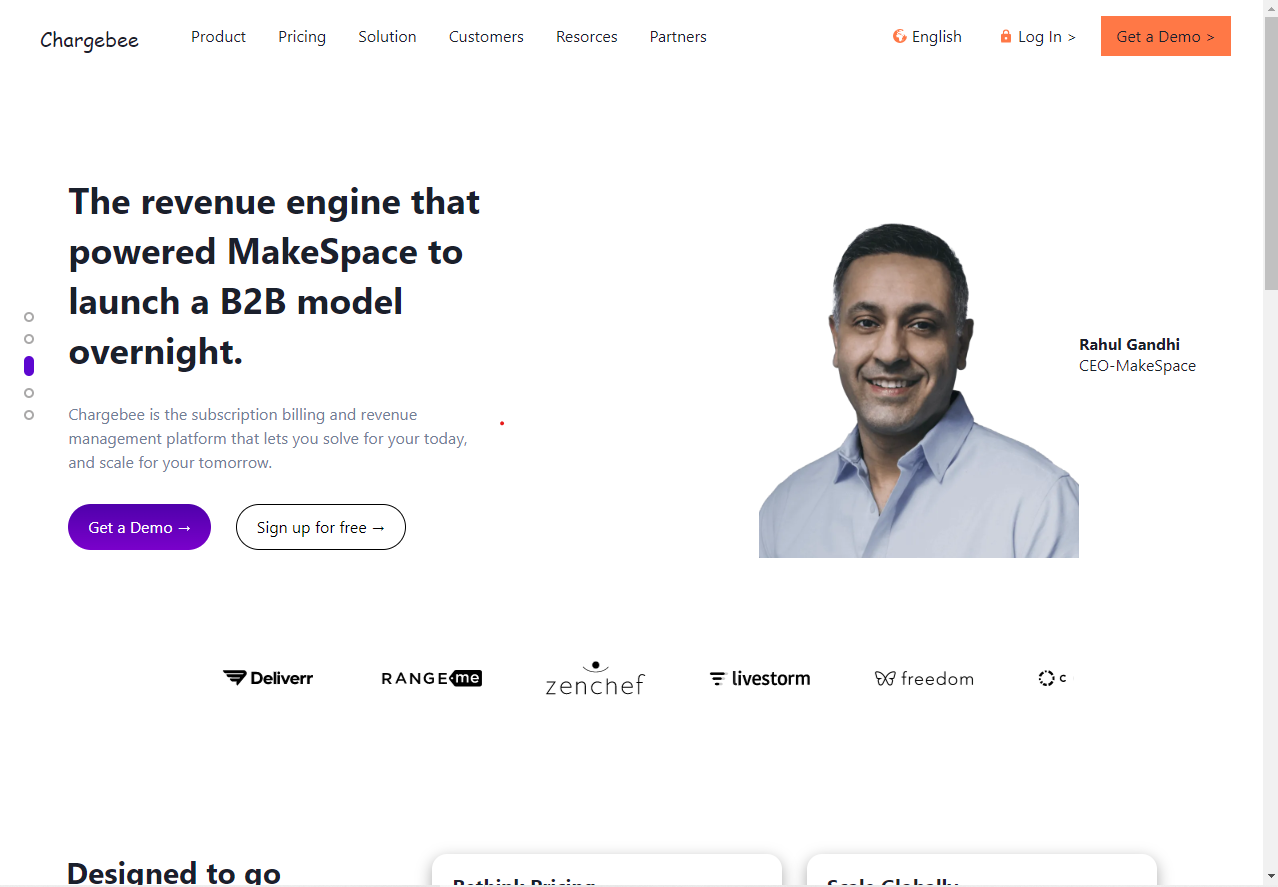 Chargebee
Product Pricing Solution Customers Resorces Partners
English Log In > Get a Demo >
The revenue engine that
powered MakeSpace to
launch a B2B model
overnight.
Chargebee is the subscription billing and revenue
management platform that lets you solve for your today,
and scale for your tomorrow.
Get a Demo → Sign up for free →
Rahul Gandhi
CEO-MakeSpace
Deliverr RANGEme zenchef livestorm freedom c
Designed to go
Rethink Pricing
Scale Globally